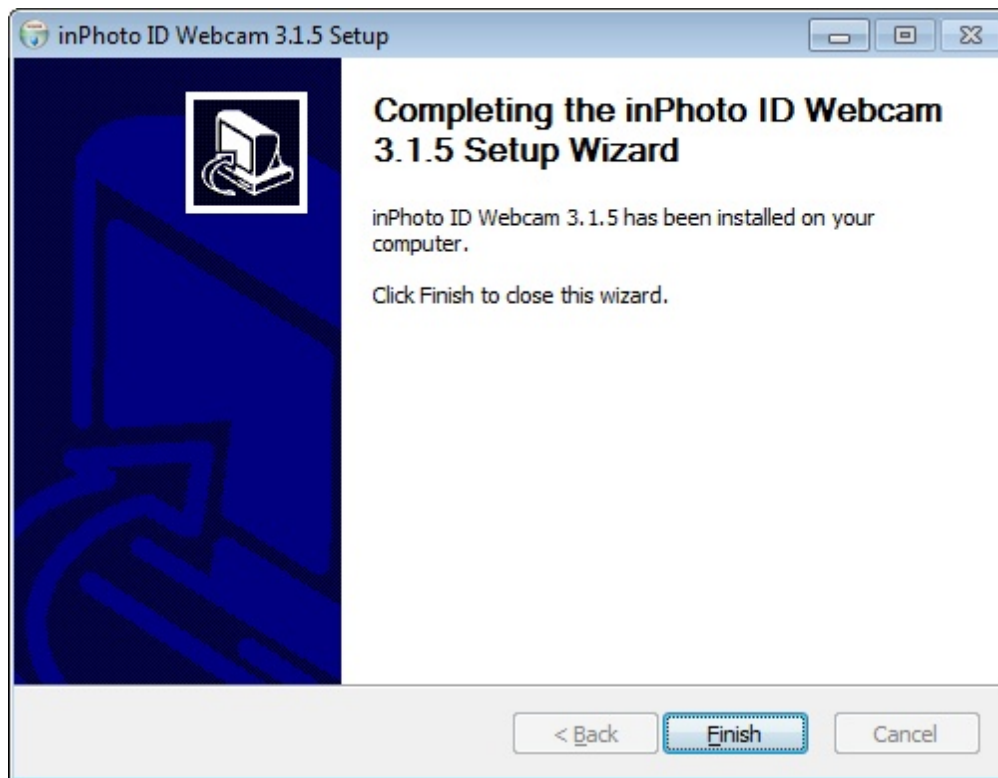 inPhoto ID Webcam 3.1.5 Setup
Completing the inPhoto ID Webcam
3.1.5 Setup Wizard
inPhoto ID Webcam 3.1.5 has been installed on your
computer.
Click Finish to close this wizard.
< Back Finish Cancel